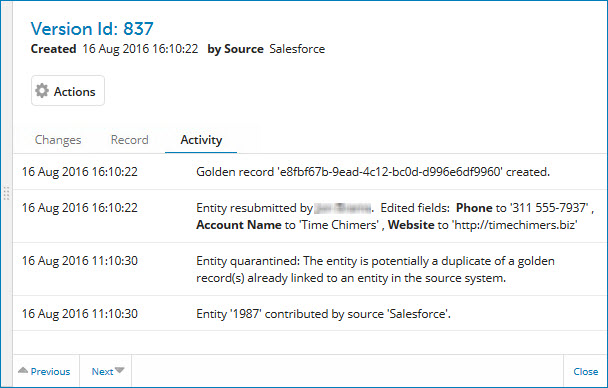 Version Id: 837
Created 16 Aug 2016 16:10:22 by Source Salesforce
Actions
Changes Record Activity
16 Aug 2016 16:10:22 Golden record 'e8fbf67b-9ead-4c12-bc0d-d996e6df9960' created.
16 Aug 2016 16:10:22 Entity resubmitted by . Edited fields: Phone to '311 555-7937' ,
Account Name to 'Time Chimers' , Website to 'http://timechimers.biz'
16 Aug 2016 11:10:30 Entity quarantined: The entity is potentially a duplicate of a golden
record(s) already linked to an entity in the source system.
16 Aug 2016 11:10:30 Entity '1987' contributed by source 'Salesforce'.
Previous Next Close